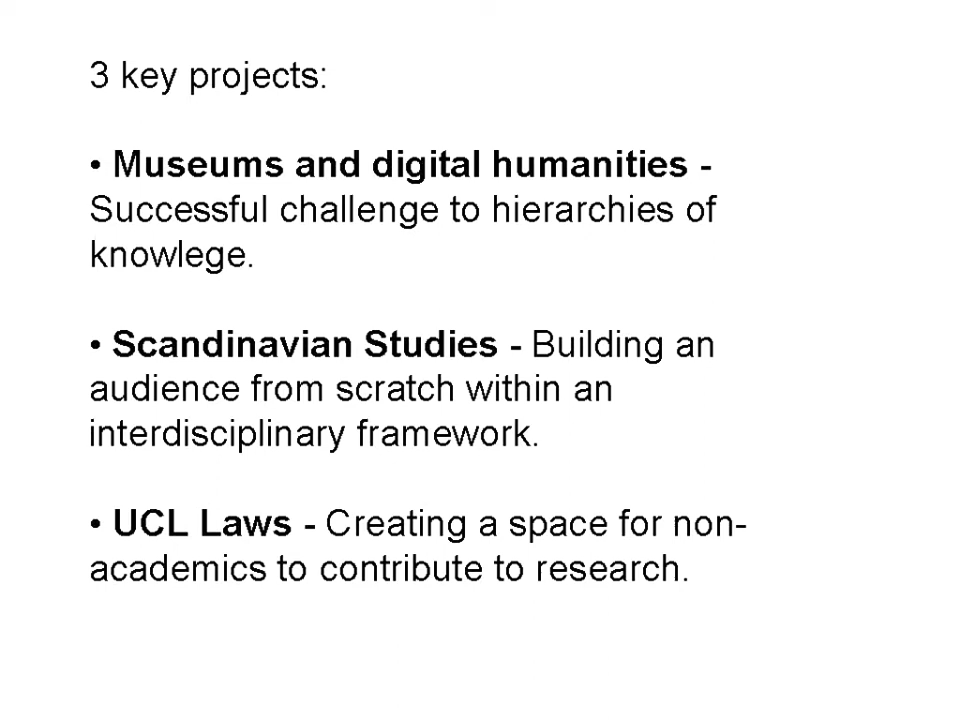 3 key projects:
• Museums and digital humanities -
Successful challenge to hierarchies of
knowlege.
• Scandinavian Studies - Building an
audience from scratch within an
interdisciplinary framework.
• UCL Laws - Creating a space for non-
academics to contribute to research.